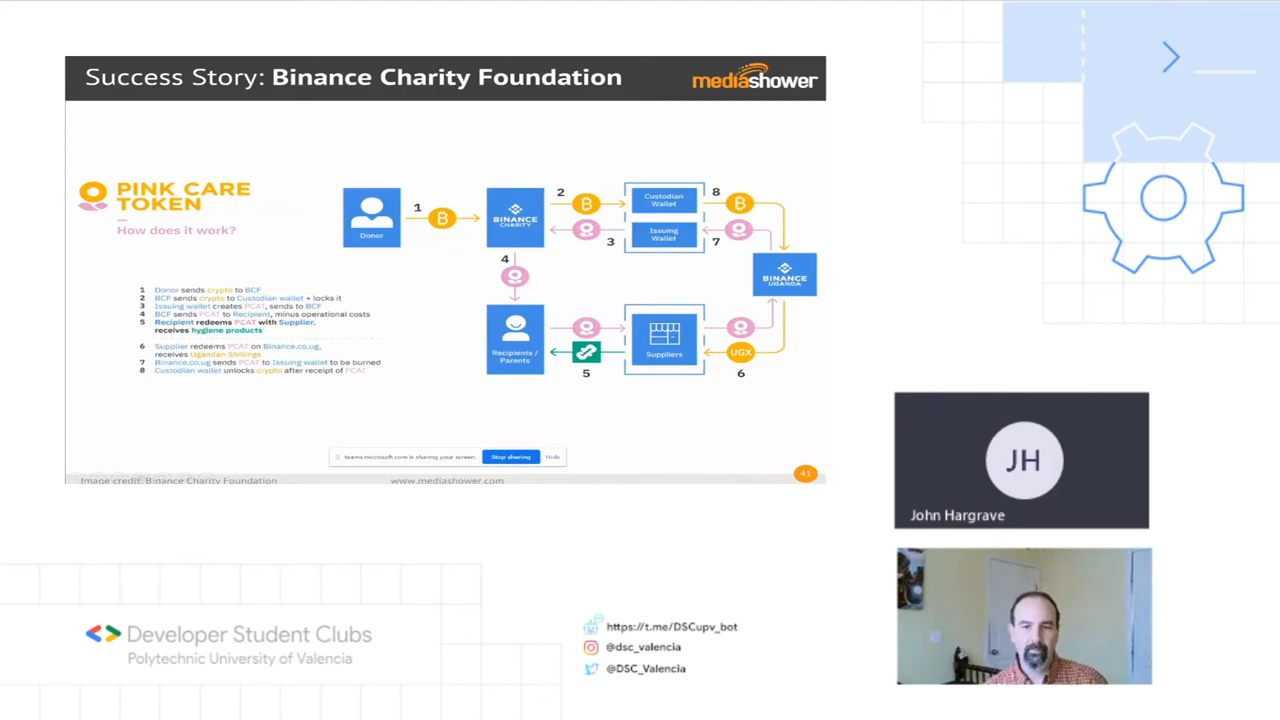 Success Story: Binance Charity Foundation
mediashower
PINK CARE
TOKEN
How does it work?
1 Donor sends crypto to BCF
2 BCF sends crypto to Custodian wallet + locks it
3 Issuing wallet creates PCAT, sends to BCF
4 BCF sends PCAT to Recipient, minus operational costs
5 Recipient redeems PCAT with Supplier,
receives hygiene products
6 Supplier redeems PCAT on Binance.co.ug,
receives Ugandan Shillings
7 Binance.co.ug sends PCAT to Issuing wallet to be burned
8 Custodian wallet unlocks crypto after receipt of PCAT
Donor
1
BINANCE
CHARITY
2
Custodian
Wallet
8
3
Issuing
Wallet
7
4
BINANCE
UGANDA
Recipients /
Parents
5
Suppliers
UGX
6
teams.microsoft.com is sharing your screen.
Stop sharing
Hide
Image credit: Binance Charity Foundation
www.mediashower.com
41
JH
John Hargrave
Developer Student Clubs
Polytechnic University of Valencia
https://t.me/DSCupv_bot
@dsc_valencia
@DSC_Valencia